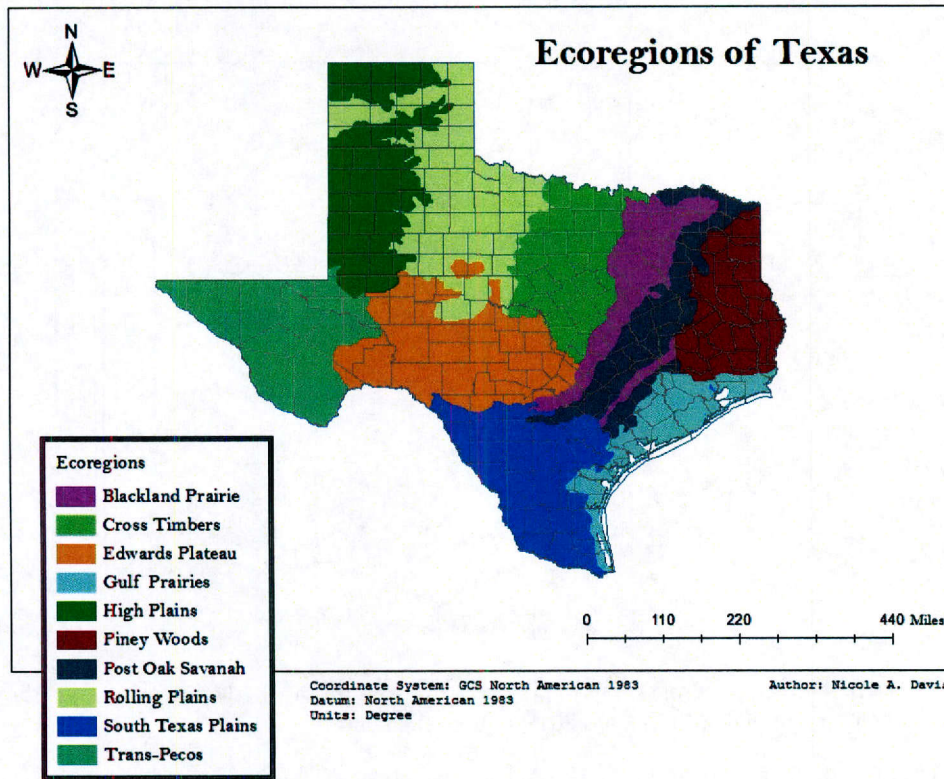 N
W E
S
Ecoregions of Texas
Ecoregions
Blackland Prairie
Cross Timbers
Edwards Plateau
Gulf Prairies
High Plains
Piney Woods
Post Oak Savanah
Rolling Plains
South Texas Plains
Trans-Pecos
0 110 220 440 Miles
Coordinate System: GCS North American 1983
Datum: North American 1983
Units: Degree
Author: Nicole A. Davis